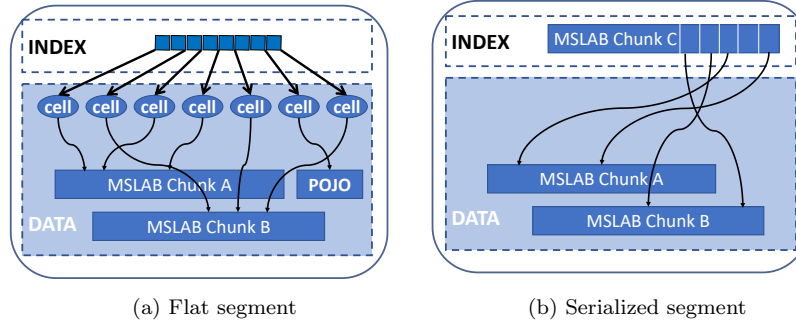 INDEX
cell cell cell cell cell cell cell
MSLAB Chunk A
POJO
DATA
MSLAB Chunk B
(a) Flat segment
INDEX
MSLAB Chunk C
MSLAB Chunk A
DATA
MSLAB Chunk B
(b) Serialized segment